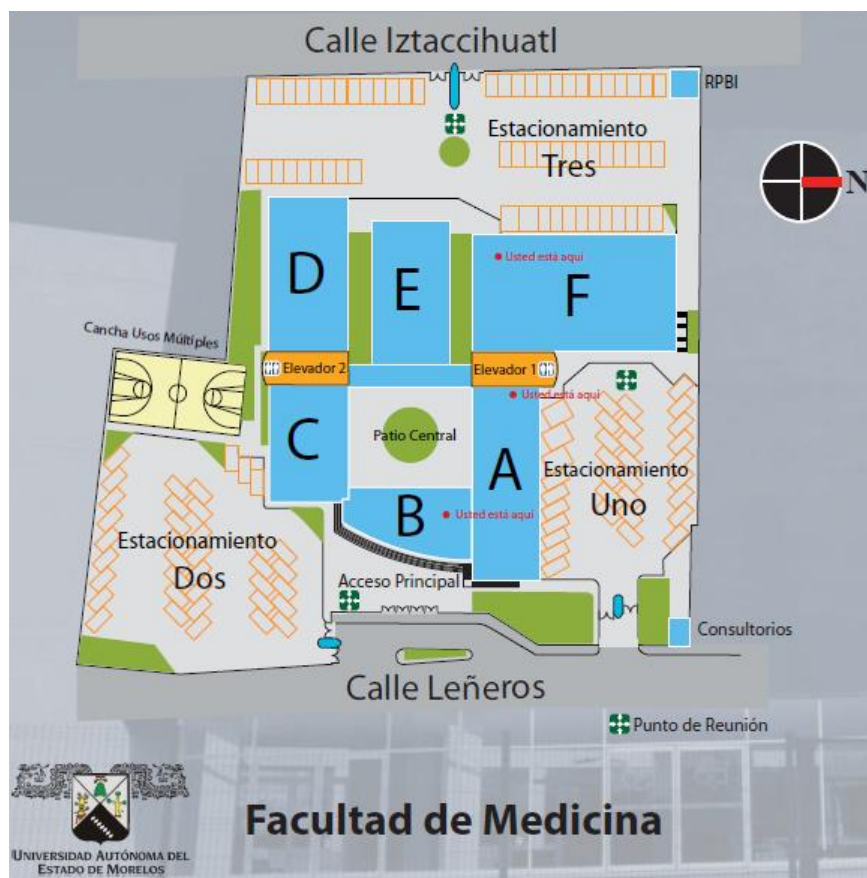 Calle Iztaccihuatl
RPBI
Estacionamiento
Tres
N
D
E
Usted está aquí
F
Cancha Usos Múltiples
Elevador 2
Elevador 1
Usted está aquí
C
Patio Central
A
Estacionamiento
Uno
B
Usted está aquí
Estacionamiento
Dos
Acceso Principal
Consultorios
Calle Leñeros
Punto de Reunión
Facultad de Medicina
UNIVERSIDAD AUTÓNOMA DEL
ESTADO DE MORELOS